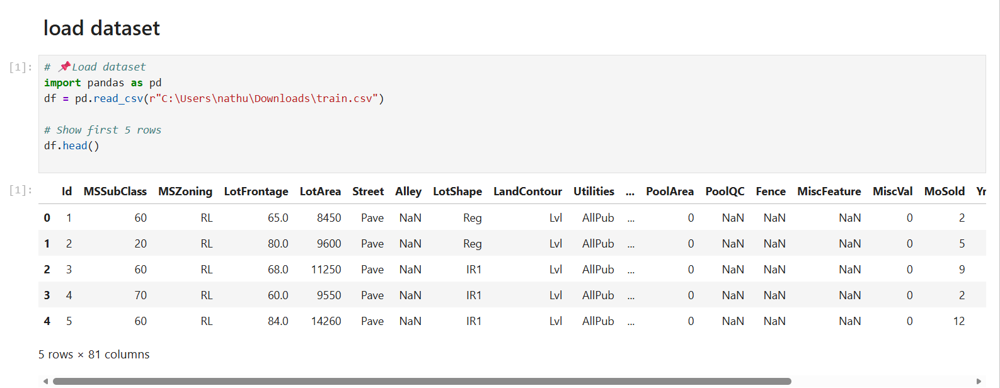 load dataset
[1]:
# 📌Load dataset
import pandas as pd
df = pd.read_csv(r"C:\Users\nathu\Downloads\train.csv")
# Show first 5 rows
df.head()
[1]:
Id MSSubClass MSZoning LotFrontage LotArea Street Alley LotShape LandContour Utilities ... PoolArea PoolQC Fence MiscFeature MiscVal MoSold Yr
0 1 60 RL 65.0 8450 Pave NaN Reg Lvl AllPub ... 0 NaN NaN NaN 0 2
1 2 20 RL 80.0 9600 Pave NaN Reg Lvl AllPub ... 0 NaN NaN NaN 0 5
2 3 60 RL 68.0 11250 Pave NaN IR1 Lvl AllPub ... 0 NaN NaN NaN 0 9
3 4 70 RL 60.0 9550 Pave NaN IR1 Lvl AllPub ... 0 NaN NaN NaN 0 2
4 5 60 RL 84.0 14260 Pave NaN IR1 Lvl AllPub ... 0 NaN NaN NaN 0 12
5 rows × 81 columns